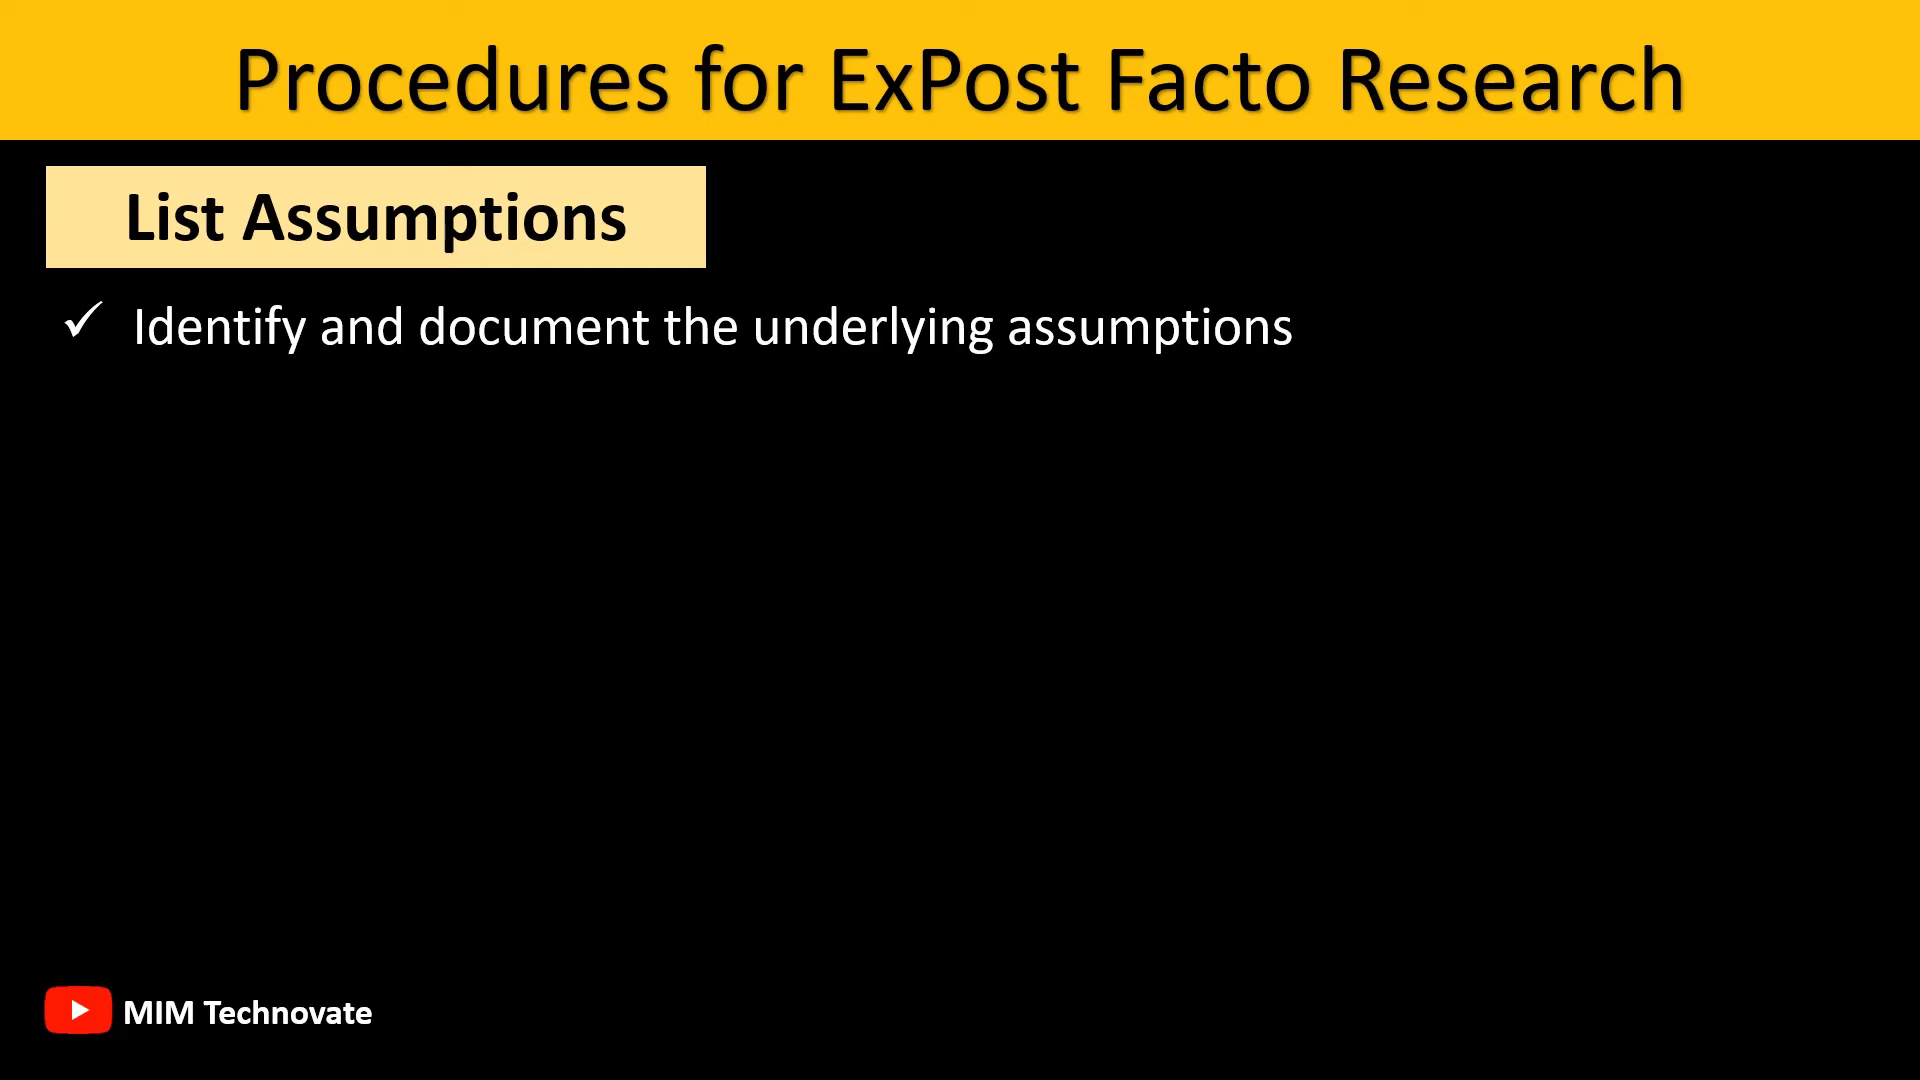 Procedures for ExPost Facto Research
List Assumptions
✓ Identify and document the underlying assumptions
MIM Technovate